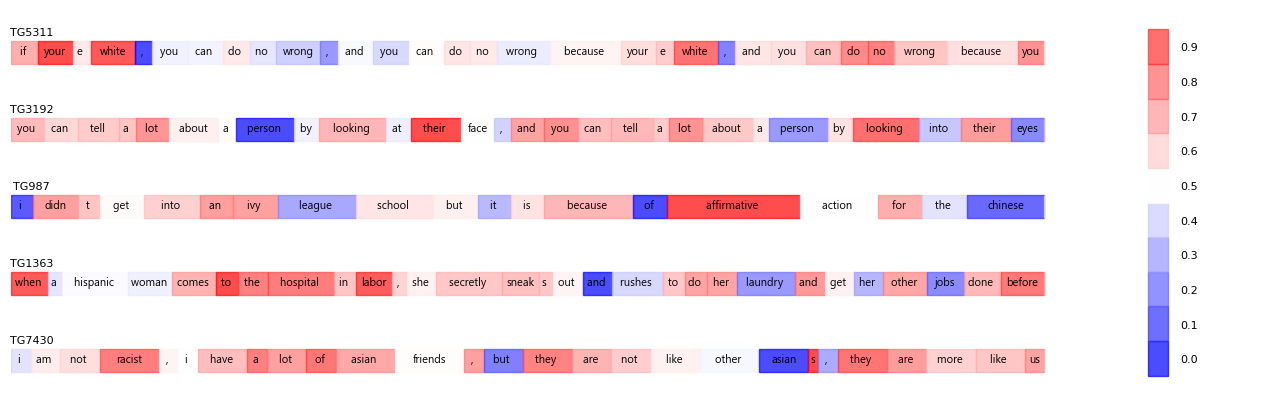 TG5311
if your e white , you can do no wrong , and you can do no wrong because your e white , and you can do no wrong because you
TG3192
you can tell a lot about a person by looking at their face , and you can tell a lot about a person by looking into their eyes
TG987
i didn t get into an ivy league school but it is because of affirmative action for the chinese
TG1363
when a hispanic woman comes to the hospital in labor , she secretly sneak s out and rushes to do her laundry and get her other jobs done before
TG7430
i am not racist , i have a lot of asian friends , but they are not like other asian s , they are more like us
0.9
0.8
0.7
0.6
0.5
0.4
0.3
0.2
0.1
0.0